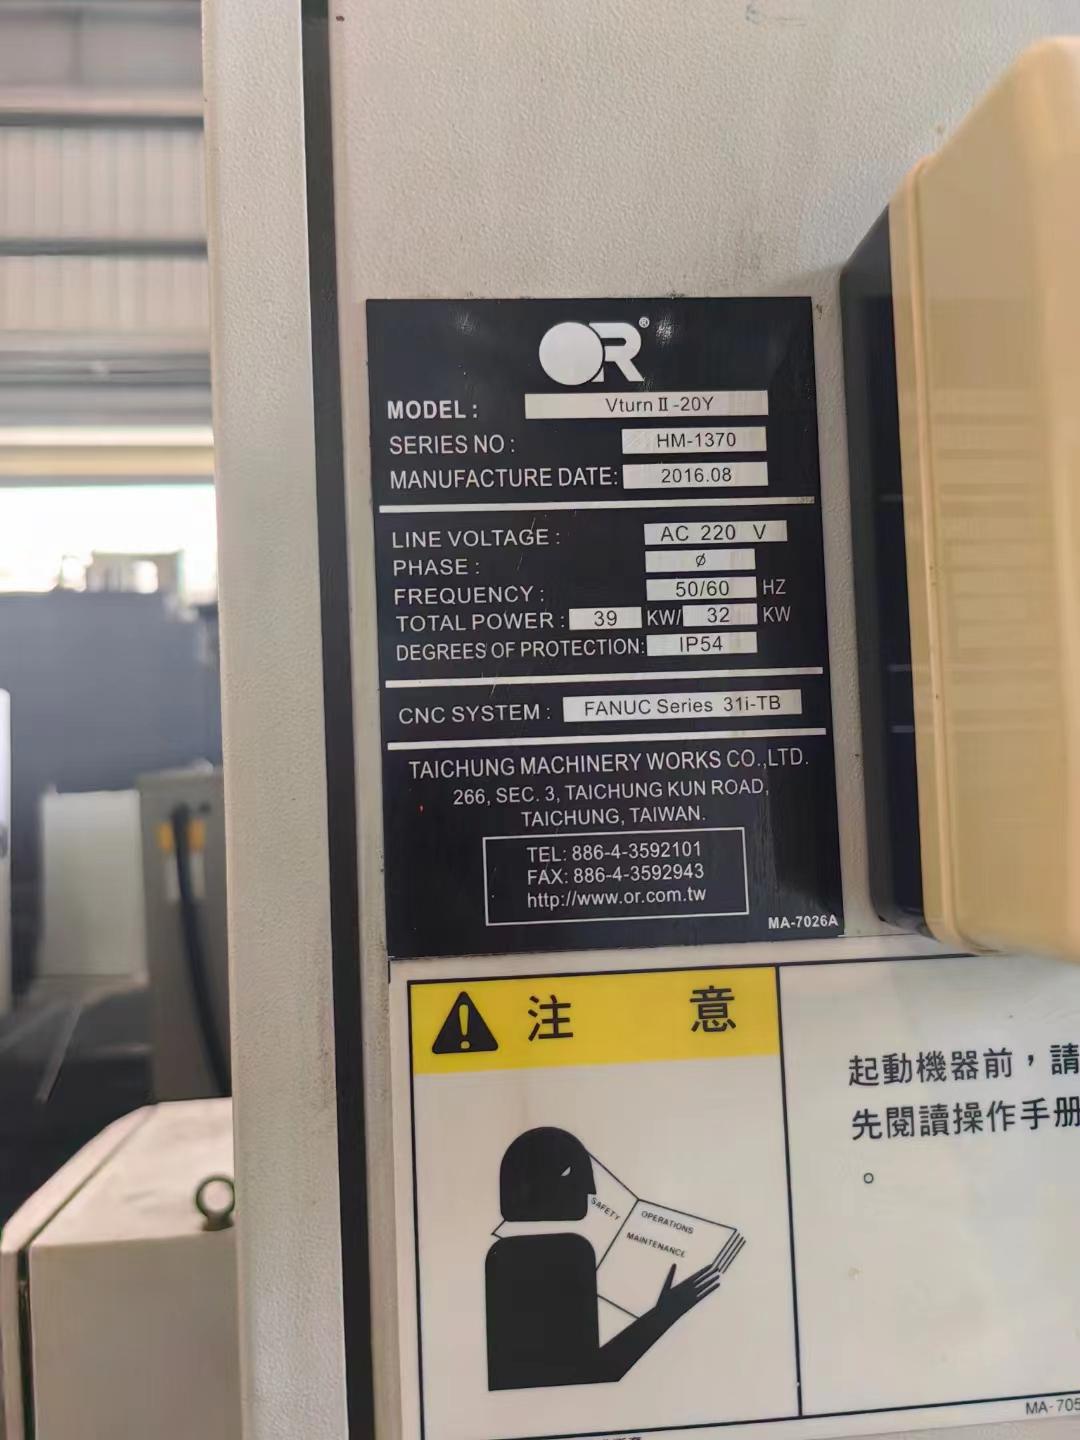 OR®
MODEL : Vturn Ⅱ-20Y
SERIES NO : HM-1370
MANUFACTURE DATE: 2016.08
LINE VOLTAGE : AC 220 V
PHASE : ø
FREQUENCY : 50/60 HZ
TOTAL POWER : 39 KW/ 32 KW
DEGREES OF PROTECTION: IP54
CNC SYSTEM : FANUC Series 31i-TB
TAICHUNG MACHINERY WORKS CO.,LTD.
266, SEC. 3, TAICHUNG KUN ROAD,
TAICHUNG, TAIWAN.
TEL: 886-4-3592101
FAX: 886-4-3592943
http://www.or.com.tw
MA-7026A
注 意
起動機器前，請
先閱讀操作手册
。
SAFETY
OPERATIONS
MAINTENANCE
MA-705